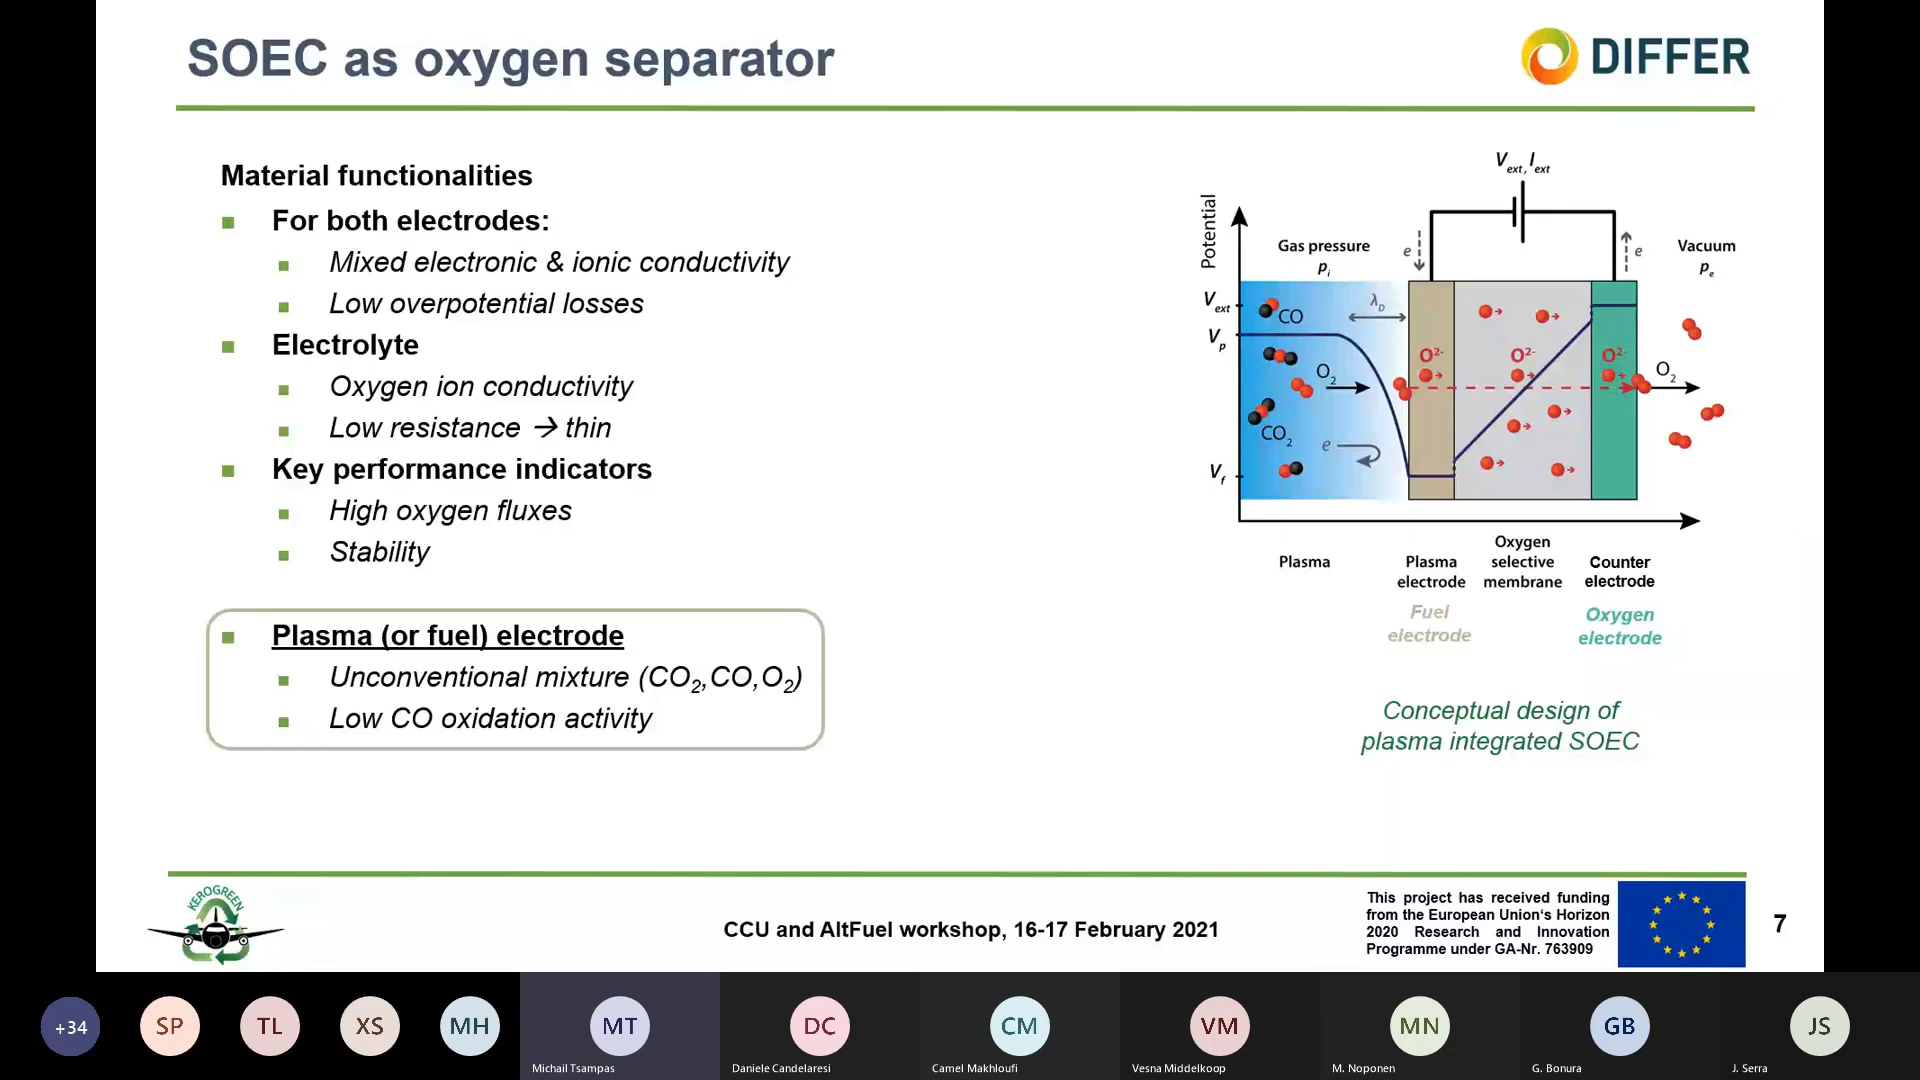 SOEC as oxygen separator
DIFFER
Material functionalities
For both electrodes:
Mixed electronic & ionic conductivity
Low overpotential losses
Electrolyte
Oxygen ion conductivity
Low resistance → thin
Key performance indicators
High oxygen fluxes
Stability
Plasma (or fuel) electrode
Unconventional mixture (CO2,CO,O2)
Low CO oxidation activity
Vext, Iext
Potential
Gas pressure
pi
e
e
Vacuum
pe
Vext
Vp
Vf
CO
λD
O2
CO2
e
O2-
O2-
O2-
O2
Plasma
Plasma
electrode
Oxygen
selective
membrane
Counter
electrode
Fuel
electrode
Oxygen
electrode
Conceptual design of
plasma integrated SOEC
KEROGREEN
CCU and AltFuel workshop, 16-17 February 2021
This project has received funding
from the European Union's Horizon
2020 Research and Innovation
Programme under GA-Nr. 763909
7
+34
SP
TL
XS
MH
MT
DC
CM
VM
MN
GB
JS
Michail Tsampas
Daniele Candelaresi
Camel Makhloufi
Vesna Middelkoop
M. Noponen
G. Bonura
J. Serra